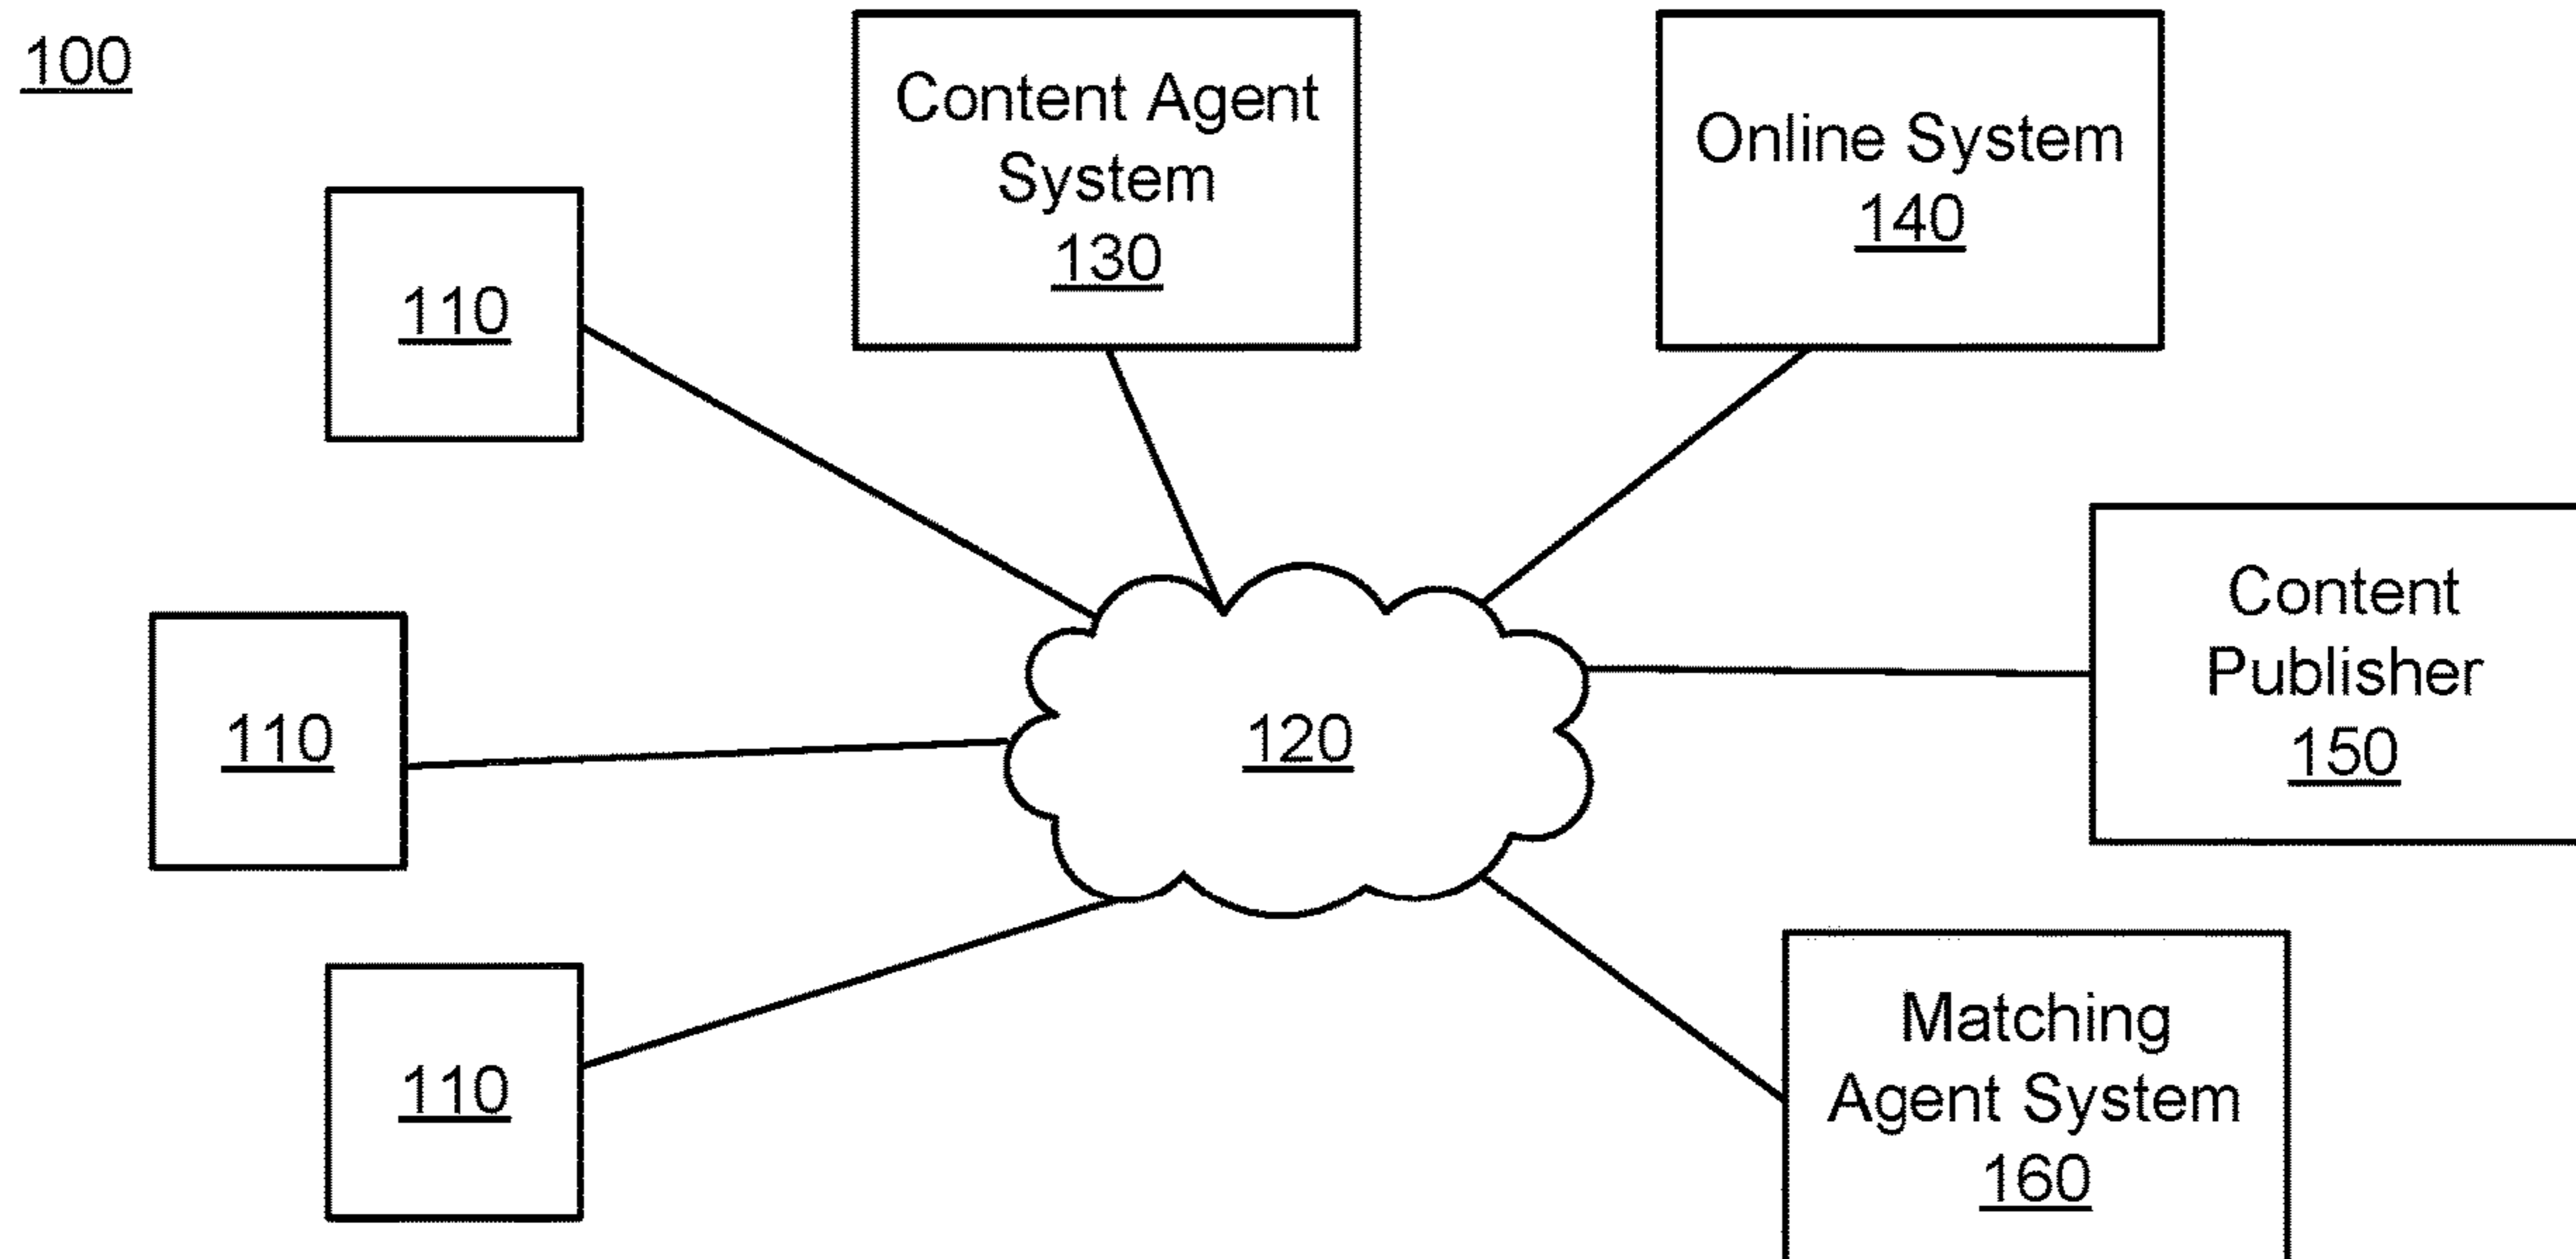 100
Content Agent
System
130
Online System
140
110
Content
Publisher
150
110
120
Matching
Agent System
160
110